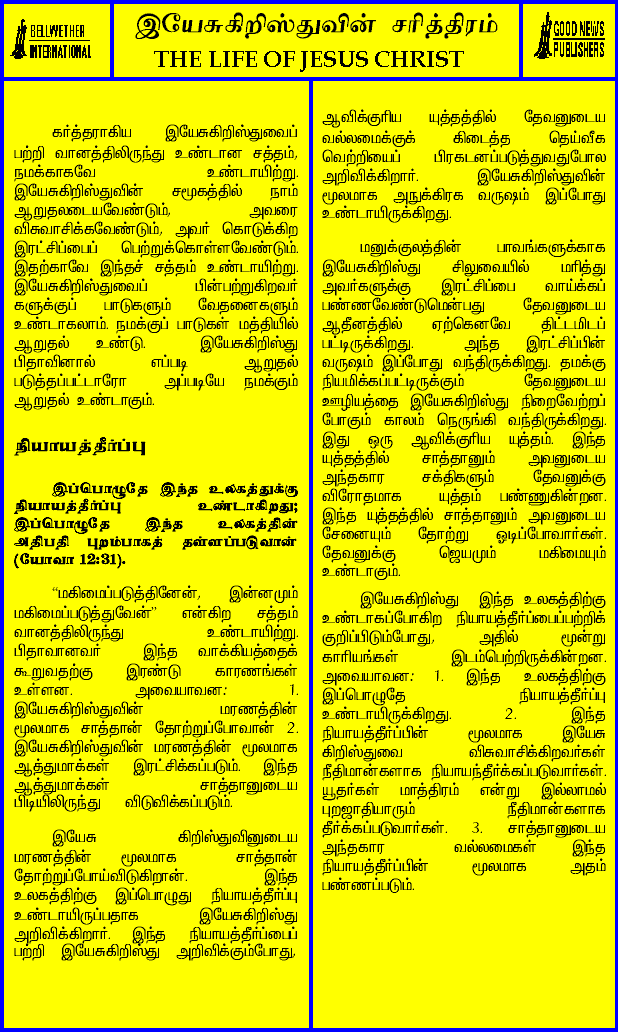 BELLWETHER
INTERNATIONAL
இயேசுகிறிஸ்துவின் சரித்திரம்
THE LIFE OF JESUS CHRIST
GOOD NEWS
PUBLISHERS
கர்த்தராகிய இயேசுகிறிஸ்துவைப்
பற்றி வானத்திலிருந்து உண்டான சத்தம்,
நமக்காகவே உண்டாயிற்று.
இயேசுகிறிஸ்துவின் சமூகத்தில் நாம்
ஆறுதலடையவேண்டும், அவரை
விசுவாசிக்கவேண்டும், அவர் கொடுக்கிற
இரட்சிப்பைப் பெற்றுக்கொள்ளவேண்டும்.
இதற்காவே இந்தச் சத்தம் உண்டாயிற்று.
இயேசுகிறிஸ்துவைப் பின்பற்றுகிறவர்
களுக்குப் பாடுகளும் வேதனைகளும்
உண்டாகலாம். நமக்குப் பாடுகள் மத்தியில்
ஆறுதல் உண்டு. இயேசுகிறிஸ்து
பிதாவினால் எப்படி ஆறுதல்
படுத்தப்பட்டாரோ அப்படியே நமக்கும்
ஆறுதல் உண்டாகும்.
நியாயத்தீர்ப்பு
இப்பொழுதே இந்த உலகத்துக்கு
நியாயத்தீர்ப்பு உண்டாகிறது;
இப்பொழுதே இந்த உலகத்தின்
அதிபதி புறம்பாகத் தள்ளப்படுவான்
(யோவா 12:31).
“மகிமைப்படுத்தினேன், இன்னமும்
மகிமைப்படுத்துவேன்” என்கிற சத்தம்
வானத்திலிருந்து உண்டாயிற்று.
பிதாவானவர் இந்த வாக்கியத்தைக்
கூறுவதற்கு இரண்டு காரணங்கள்
உள்ளன. அவையாவன: 1.
இயேசுகிறிஸ்துவின் மரணத்தின்
மூலமாக சாத்தான் தோற்றுப்போவான் 2.
இயேசுகிறிஸ்துவின் மரணத்தின் மூலமாக
ஆத்துமாக்கள் இரட்சிக்கப்படும். இந்த
ஆத்துமாக்கள் சாத்தானுடைய
பிடியிலிருந்து விடுவிக்கப்படும்.
இயேசு கிறிஸ்துவினுடைய
மரணத்தின் மூலமாக சாத்தான்
தோற்றுப்போய்விடுகிறான். இந்த
உலகத்திற்கு இப்பொழுது நியாயத்தீர்ப்பு
உண்டாயிருப்பதாக இயேசுகிறிஸ்து
அறிவிக்கிறார். இந்த நியாயத்தீர்ப்பைப்
பற்றி இயேசுகிறிஸ்து அறிவிக்கும்போது,
ஆவிக்குரிய யுத்தத்தில் தேவனுடைய
வல்லமைக்குக் கிடைத்த தெய்வீக
வெற்றியைப் பிரகடனப்படுத்துவதுபோல
அறிவிக்கிறார். இயேசுகிறிஸ்துவின்
மூலமாக அநுக்கிரக வருஷம் இப்போது
உண்டாயிருக்கிறது.
மனுக்குலத்தின் பாவங்களுக்காக
இயேசுகிறிஸ்து சிலுவையில் மரித்து
அவர்களுக்கு இரட்சிப்பை வாய்க்கப்
பண்ணவேண்டுமென்பது தேவனுடைய
ஆதீனத்தில் ஏற்கெனவே திட்டமிடப்
பட்டிருக்கிறது. அந்த இரட்சிப்பின்
வருஷம் இப்போது வந்திருக்கிறது. தமக்கு
நியமிக்கப்பட்டிருக்கும் தேவனுடைய
ஊழியத்தை இயேசுகிறிஸ்து நிறைவேற்றப்
போகும் காலம் நெருங்கி வந்திருக்கிறது.
இது ஒரு ஆவிக்குரிய யுத்தம். இந்த
யுத்தத்தில் சாத்தானும் அவனுடைய
அந்தகார சக்திகளும் தேவனுக்கு
விரோதமாக யுத்தம் பண்ணுகின்றன.
இந்த யுத்தத்தில் சாத்தானும் அவனுடைய
சேனையும் தோற்று ஓடிப்போவார்கள்.
தேவனுக்கு ஜெயமும் மகிமையும்
உண்டாகும்.
இயேசுகிறிஸ்து இந்த உலகத்திற்கு
உண்டாகப்போகிற நியாயத்தீர்ப்பைப்பற்றிக்
குறிப்பிடும்போது, அதில் மூன்று
காரியங்கள் இடம்பெற்றிருக்கின்றன.
அவையாவன: 1. இந்த உலகத்திற்கு
இப்பொழுதே நியாயத்தீர்ப்பு
உண்டாயிருக்கிறது. 2. இந்த
நியாயத்தீர்ப்பின் மூலமாக இயேசு
கிறிஸ்துவை விசுவாசிக்கிறவர்கள்
நீதிமான்களாக நியாயந்தீர்க்கப்படுவார்கள்.
யூதர்கள் மாத்திரம் என்று இல்லாமல்
புறஜாதியாரும் நீதிமான்களாக
தீர்க்கப்படுவார்கள். 3. சாத்தானுடைய
அந்தகார வல்லமைகள் இந்த
நியாயத்தீர்ப்பின் மூலமாக அதம்
பண்ணப்படும்.